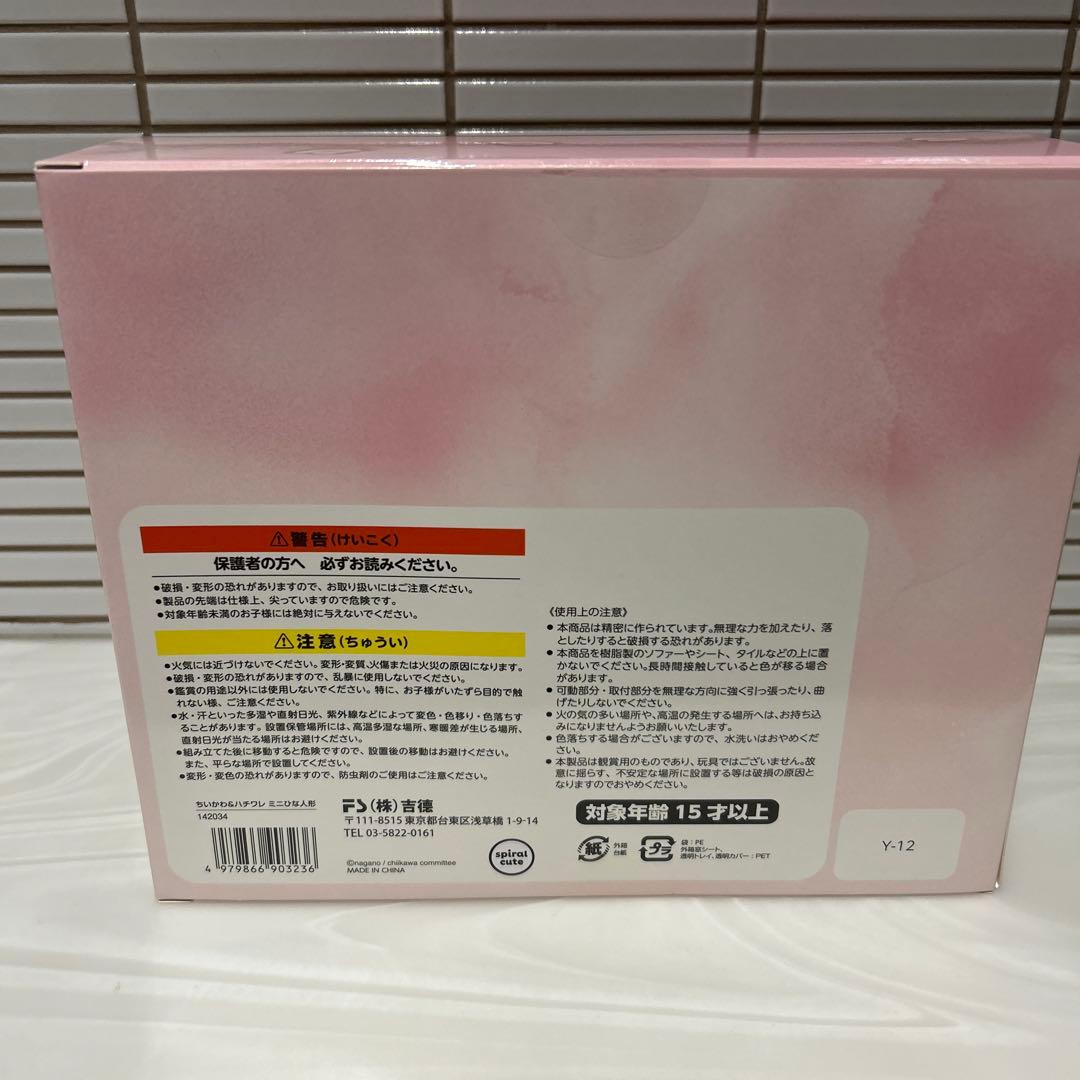 ⚠警告(けいこく)
保護者の方へ 必ずお読みください。
●破損・変形の恐れがありますので、お取り扱いにはご注意ください。
●製品の先端は仕様上、尖っていますので危険です。
●対象年齢未満のお子様には絶対に与えないでください。
⚠注意(ちゅうい)
●火気には近づけないでください。変形・変質、火傷または火災の原因になります。
●破損・変形の恐れがありますので、乱暴に使用しないでください。
●鑑賞の用途以外には使用しないでください。特に、お子様がいたずら目的で触
れない様、ご注意ください。
●水・汗といった多湿や直射日光、紫外線などによって変色・色移り・色落ちす
ることがあります。設置保管場所には、高温多湿な場所、寒暖差が生じる場所、
直射日光が当たる場所はお避けください。
●組み立てた後に移動すると危険ですので、設置後の移動はお避けください。
また、平らな場所で設置してください。
●変形・変色の恐れがありますので、防虫剤のご使用はご注意ください。
《使用上の注意》
●本商品は精密に作られています。無理な力を加えたり、落
としたりすると破損する恐れがあります。
●本商品を樹脂製のソファーやシート、タイルなどの上に置
かないでください。長時間接触していると色が移る場合
があります。
●可動部分・取付部分を無理な方向に強く引っ張ったり、曲
げたりしないでください。
●火の気の多い場所や、高温の発生する場所へは、お持ち込
みになりませんようお願いいたします。
●色落ちする場合がございますので、水洗いはおやめくだ
さい。
●本製品は観賞用のものであり、玩具ではございません。故
意に揺らす、不安定な場所に設置する等は破損の原因と
なりますのでおやめください。
ちいかわ&ハチワレ ミニひな人形
142034
4 979866 903236
(株)吉德
〒111-8515 東京都台東区浅草橋 1-9-14
TEL 03-5822-0161
©nagano / chiikawa committee
MADE IN CHINA
spiral
cute
対象年齢 15 才以上
紙
外箱
台紙
プラ
袋:PE
外箱窓シート、
透明トレイ、透明カバー:PET
Y-12